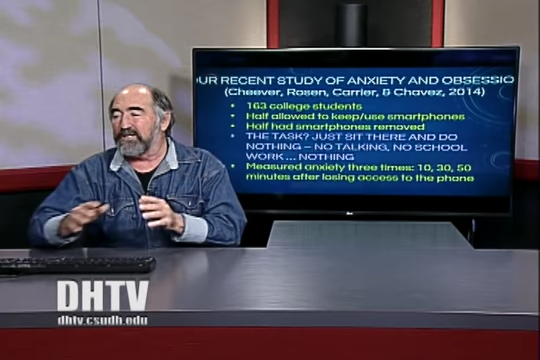 OUR RECENT STUDY OF ANXIETY AND OBSESSIO
(Cheever, Rosen, Carrier, & Chavez, 2014)
• 163 college students
• Half allowed to keep/use smartphones
• Half had smartphones removed
• THE TASK? JUST SIT THERE AND DO
NOTHING – NO TALKING, NO SCHOOL
WORK ... NOTHING
• Measured anxiety three times: 10, 30, 50
minutes after losing access to the phone
DHTV
dhtv.csudh.edu